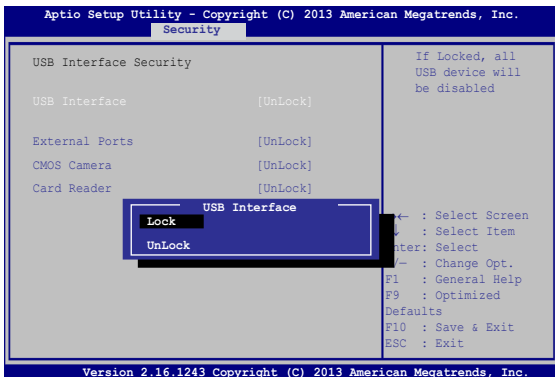 Aptio Setup Utility - Copyright (C) 2013 American Megatrends, Inc.
Security
USB Interface Security
USB Interface [UnLock]
External Ports [UnLock]
CMOS Camera [UnLock]
Card Reader [UnLock]
USB Interface
Lock
UnLock
If Locked, all
USB device will
be disabled
→← : Select Screen
↓ : Select Item
nter: Select
/— : Change Opt.
F1 : General Help
F9 : Optimized
Defaults
F10 : Save & Exit
ESC : Exit
Version 2.16.1243 Copyright (C) 2013 American Megatrends, Inc.